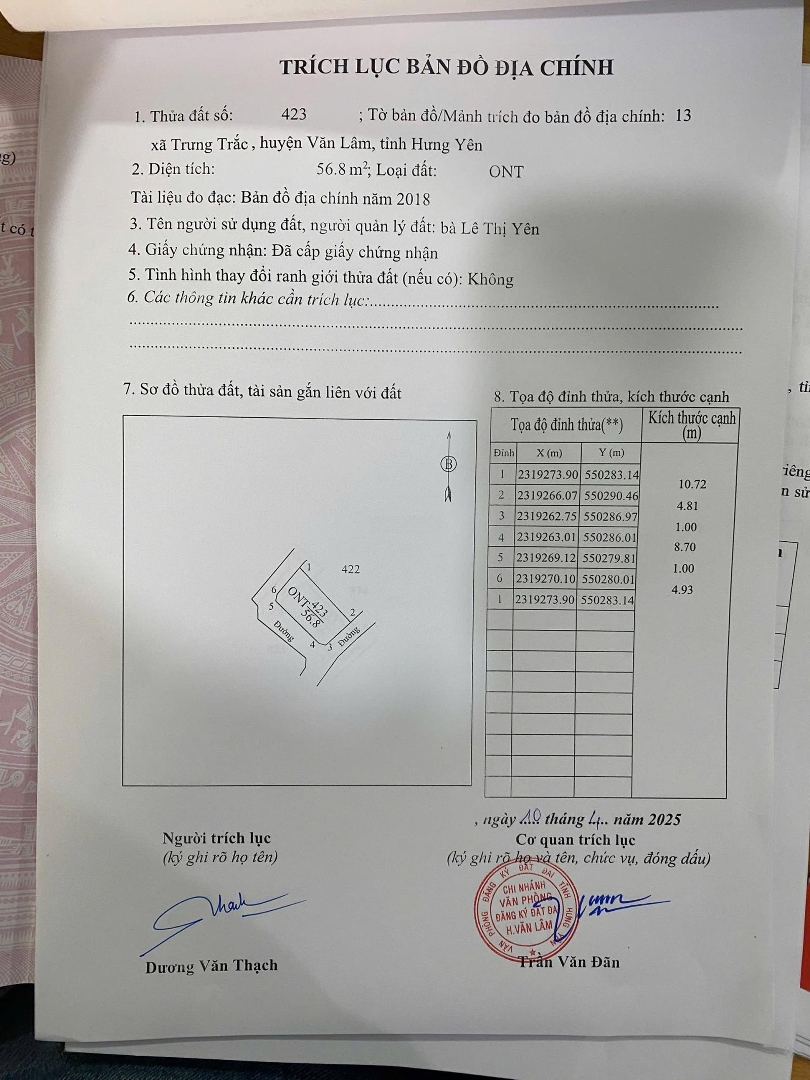 TRÍCH LỤC BẢN ĐỒ ĐỊA CHÍNH
1. Thửa đất số: 423 ; Tờ bản đồ/Mảnh trích đo bản đồ địa chính: 13
xã Trưng Trắc , huyện Văn Lâm, tỉnh Hưng Yên
2. Diện tích: 56.8 m²; Loại đất: ONT
Tài liệu đo đạc: Bản đồ địa chính năm 2018
3. Tên người sử dụng đất, người quản lý đất: bà Lê Thị Yên
4. Giấy chứng nhận: Đã cấp giấy chứng nhận
5. Tình hình thay đổi ranh giới thửa đất (nếu có): Không
6. Các thông tin khác cần trích lục:
7. Sơ đồ thửa đất, tài sản gắn liền với đất
B
1
422
6
5
ONT 423
56.8
2
Đường
4
3
Đường
8. Tọa độ đỉnh thửa, kích thước cạnh
Tọa độ đỉnh thửa(**) Kích thước cạnh (m)
Đỉnh X (m) Y (m)
1 2319273.90 550283.14
10.72
2 2319266.07 550290.46
4.81
3 2319262.75 550286.97
1.00
4 2319263.01 550286.01
8.70
5 2319269.12 550279.81
1.00
6 2319270.10 550280.01
4.93
1 2319273.90 550283.14
, ngày 10 tháng 4 năm 2025
Người trích lục
(ký ghi rõ họ tên)
Cơ quan trích lục
(ký ghi rõ họ và tên, chức vụ, đóng dấu)
VĂN PHÒNG ĐĂNG KÝ ĐẤT ĐAI TỈNH HƯNG YÊN
CHI NHÁNH
VĂN PHÒNG
ĐĂNG KÝ ĐẤT ĐAI
H.VĂN LÂM
Thach
Dương Văn Thạch
Trần Văn Đãn